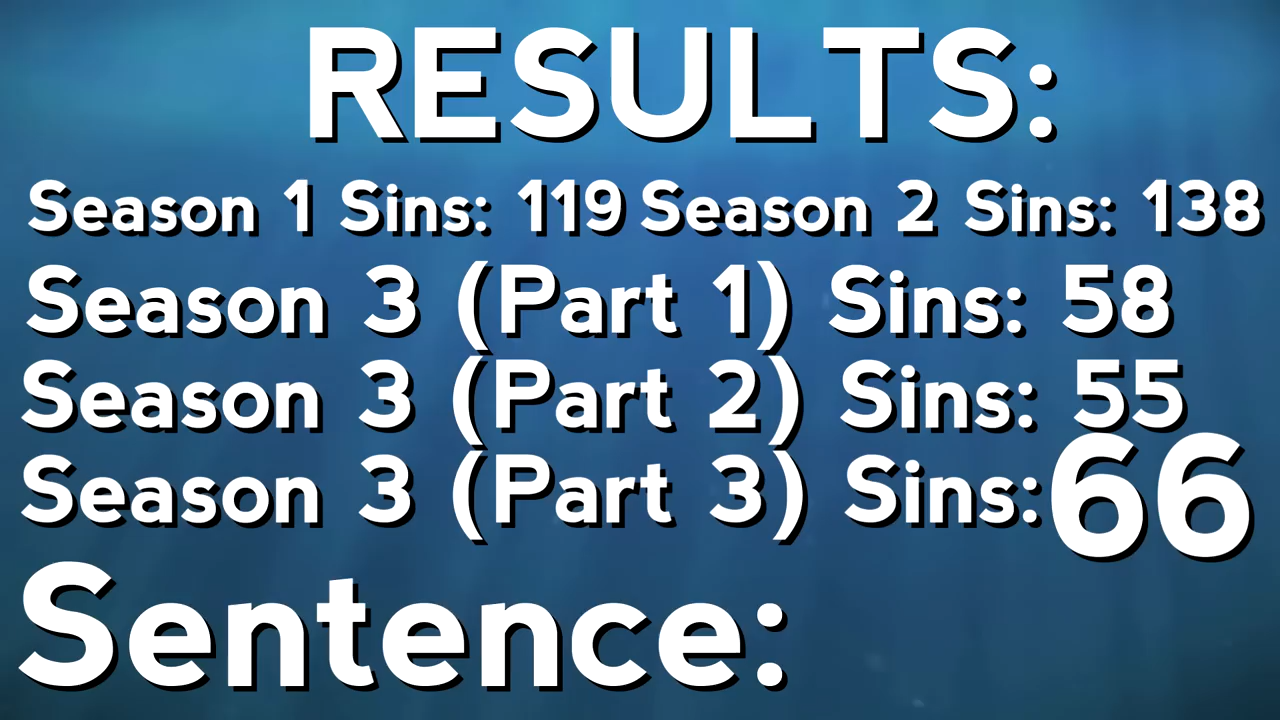 RESULTS:
Season 1 Sins: 119 Season 2 Sins: 138
Season 3 (Part 1) Sins: 58
Season 3 (Part 2) Sins: 55
Season 3 (Part 3) Sins: 66
Sentence: